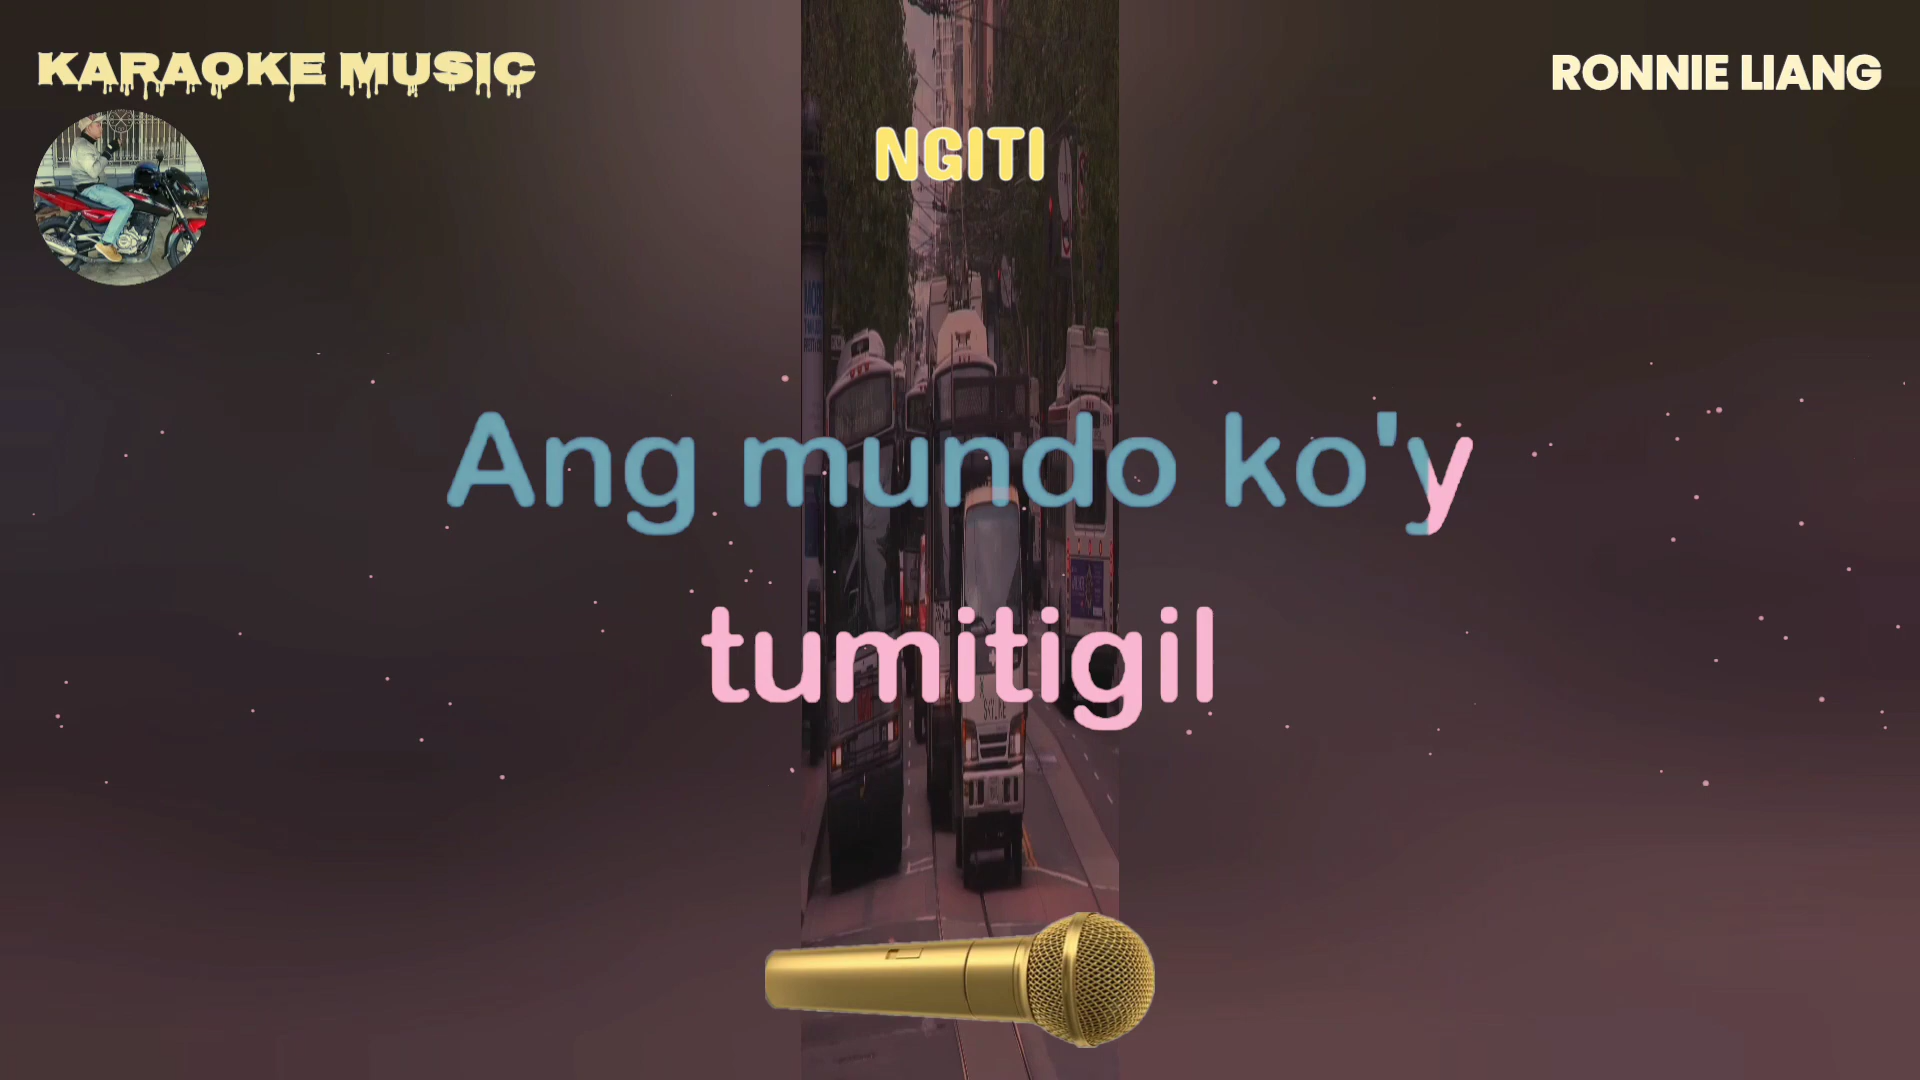 KARAOKE MUSIC
RONNIE LIANG
NGITI
Ang mundo ko'y
tumitigil